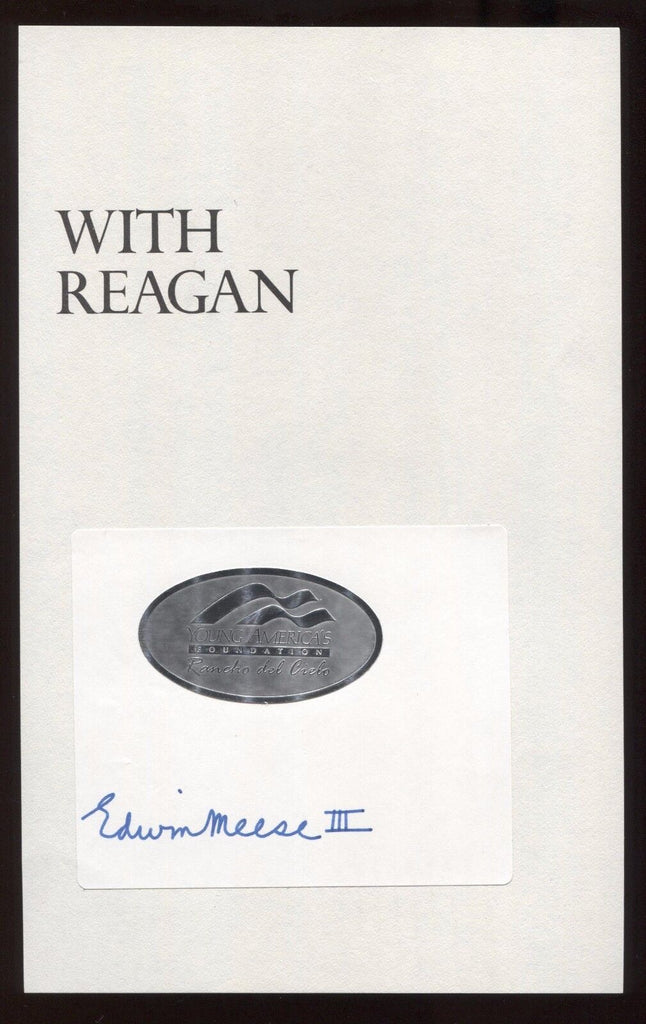 WITH
REAGAN
YOUNG AMERICA'S
FOUNDATION
Rancho del Cielo
Edwin Meese III